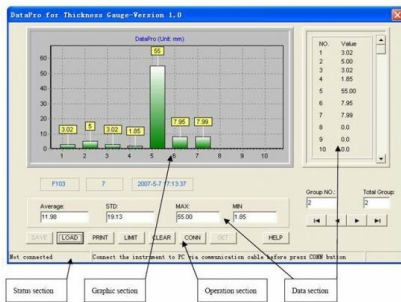 DataPro for Thickness Gauge-Version 1.0
DataPro (Unit: mm)
60
50
40
30
20
10
0
3.02
5
3.02
1.85
55
7.95
7.99
1 2 3 4 5 6 7 8 9 10
NO. Value
1 3.02
2 5.00
3 3.02
4 1.85
5 55.00
6 7.95
7 7.99
8 0.0
9 0.0
10 0.0
F103 7 2007-5-7 17:13:37
Group NO.: Total Group:
2 2
Average: STD: MAX: MIN
11.98 19.13 55.00 1.85
SAVE LOAD PRINT LIMIT CLEAR CONN GET HELP
Not connected Connect the instrument to PC via communication cable before press CONN button
Status section Graphic section Operation section Data section